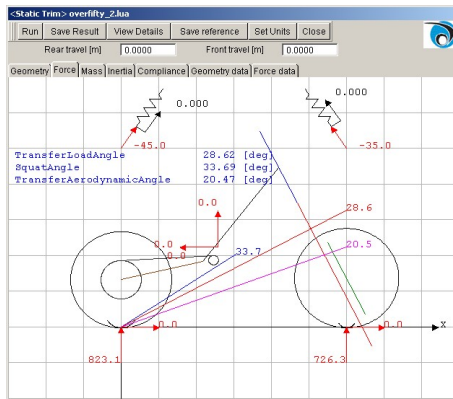 <Static Trim> overfifty_2.lua
Run Save Result View Details Save reference Set Units Close
Rear travel [m] 0.0000 Front travel [m] 0.0000
Geometry Force Mass Inertia Compliance Geometry data Force data
0.000
0.000
-45.0
-35.0
TransferLoadAngle 28.62 [deg]
SquatAngle 33.69 [deg]
TransferAerodynamicAngle 20.47 [deg]
0.0
28.6
0.0
0.0
33.7
20.5
0.0
0.0
X
823.1
726.3